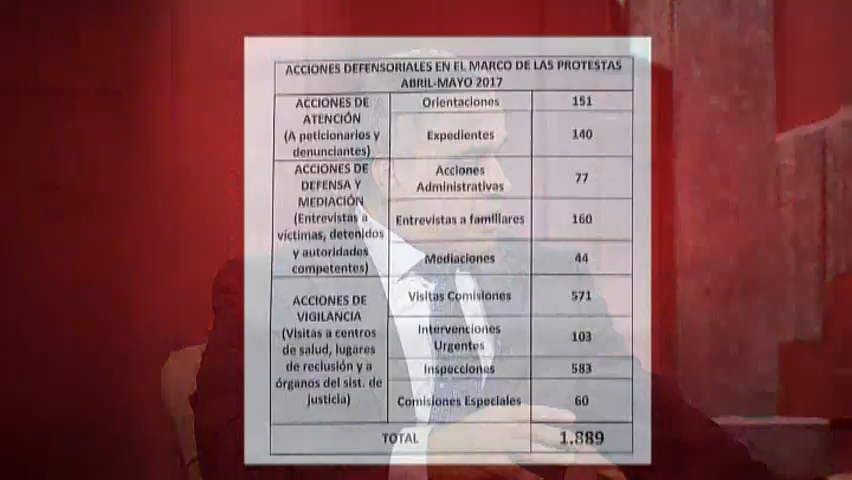 ACCIONES DEFENSORIALES EN EL MARCO DE LAS PROTESTAS
ABRIL-MAYO 2017
ACCIONES DE
ATENCIÓN
(A peticionarios y
denunciantes)
Orientaciones 151
Expedientes 140
ACCIONES DE
DEFENSA Y
MEDIACIÓN
(Entrevistas a
víctimas, detenidos
y autoridades
competentes)
Acciones
Administrativas 77
Entrevistas a familiares 160
Mediaciones 44
ACCIONES DE
VIGILANCIA
(Visitas a centros
de salud, lugares
de reclusión y a
órganos del sist. de
justicia)
Visitas Comisiones 571
Intervenciones
Urgentes 103
Inspecciones 583
Comisiones Especiales 60
TOTAL 1.889